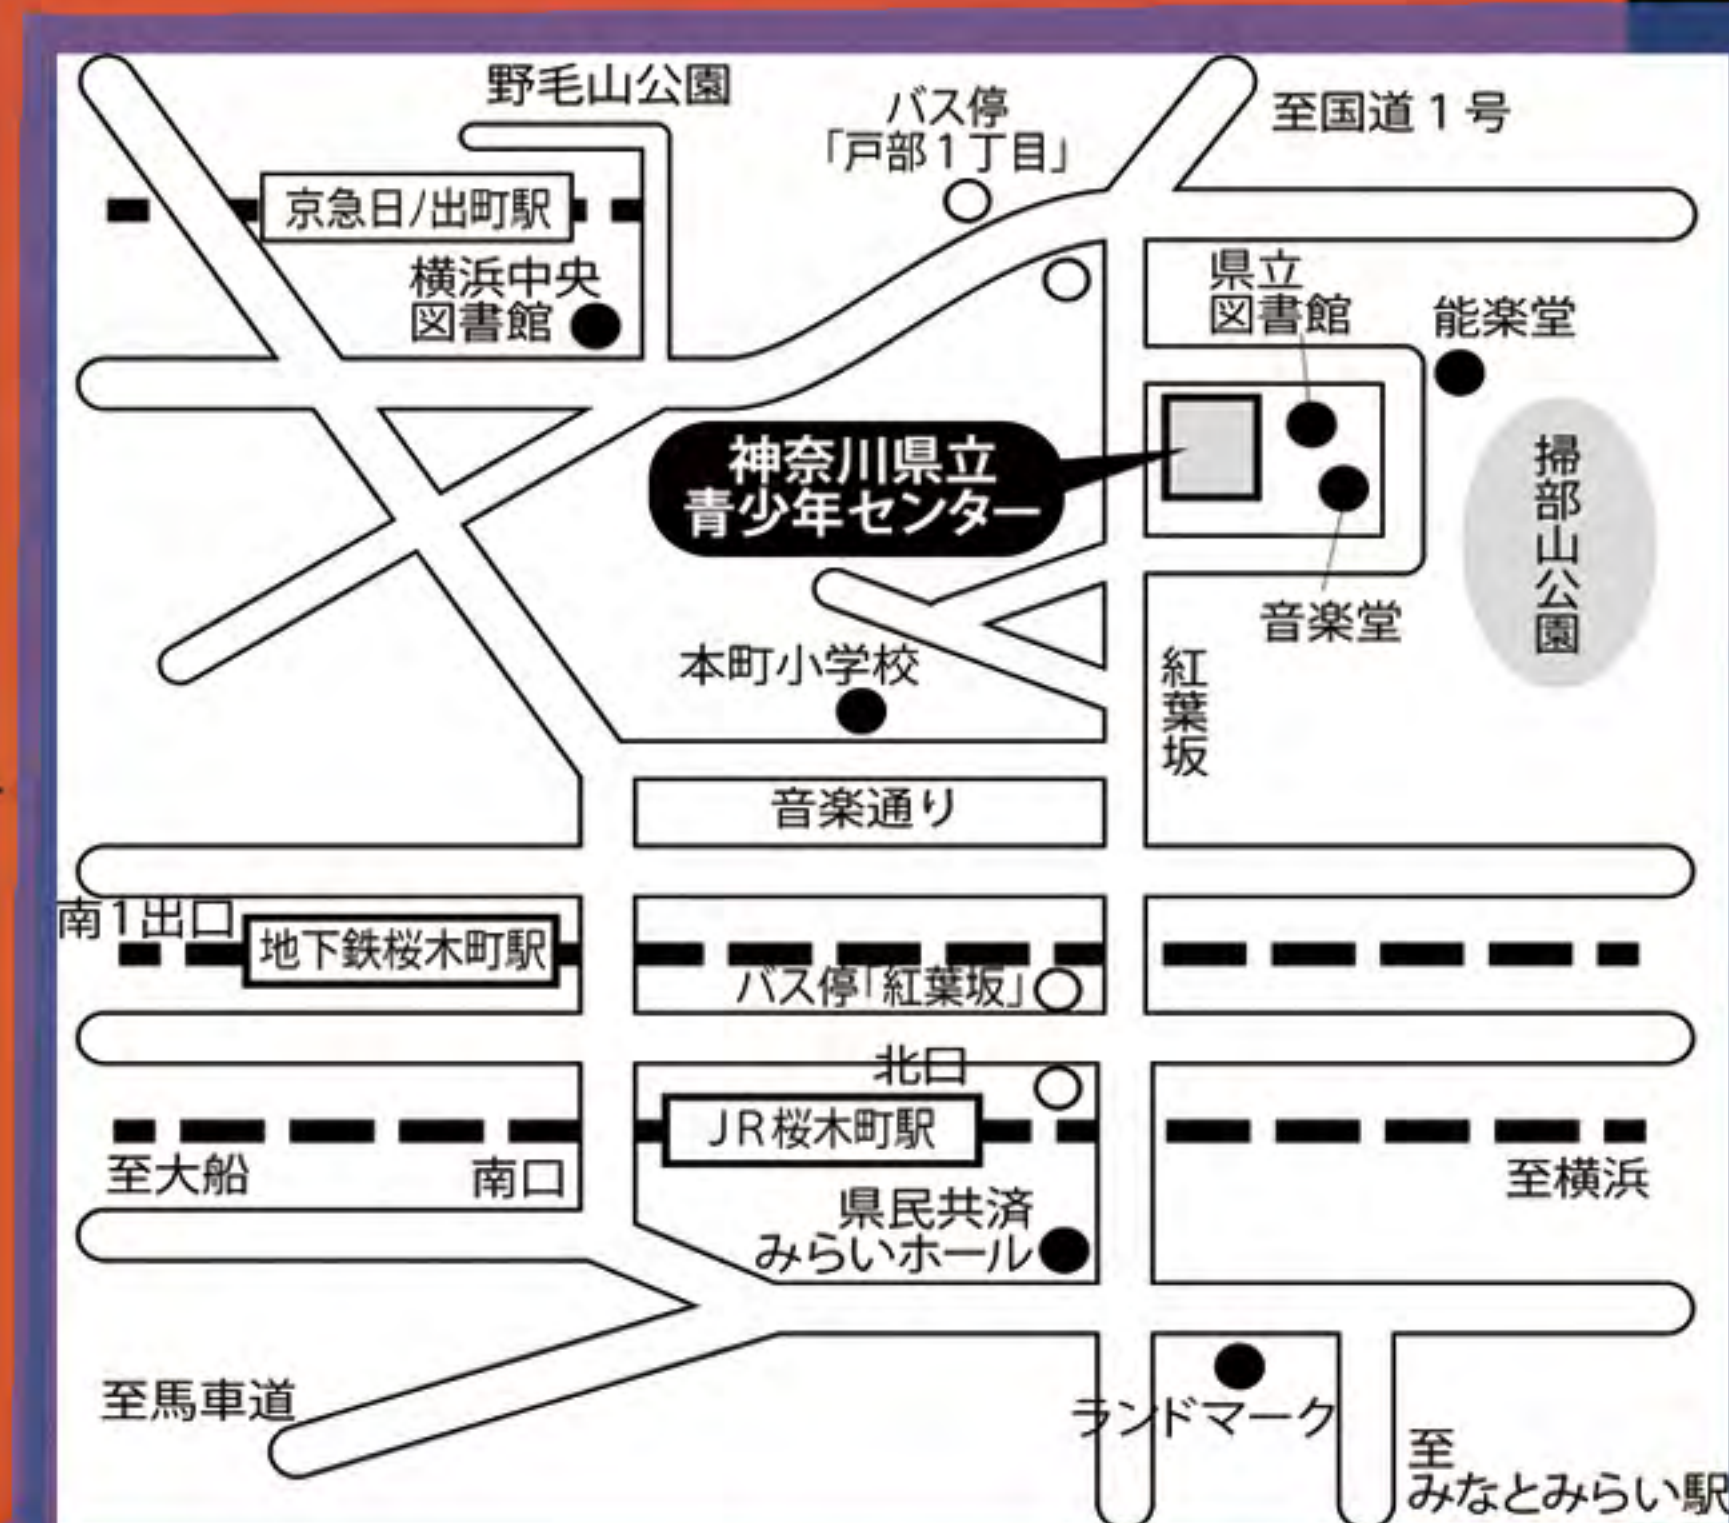 野毛山公園
バス停
「戸部1丁目」
至国道1号
京急日ノ出町駅
横浜中央
図書館
県立
図書館
能楽堂
神奈川県立
青少年センター
掃部山公園
音楽堂
本町小学校
紅葉坂
音楽通り
南1出口
地下鉄桜木町駅
バス停「紅葉坂」
北口
JR桜木町駅
至大船
南口
至横浜
県民共済
みらいホール
至馬車道
ランドマーク
至
みなとみらい駅